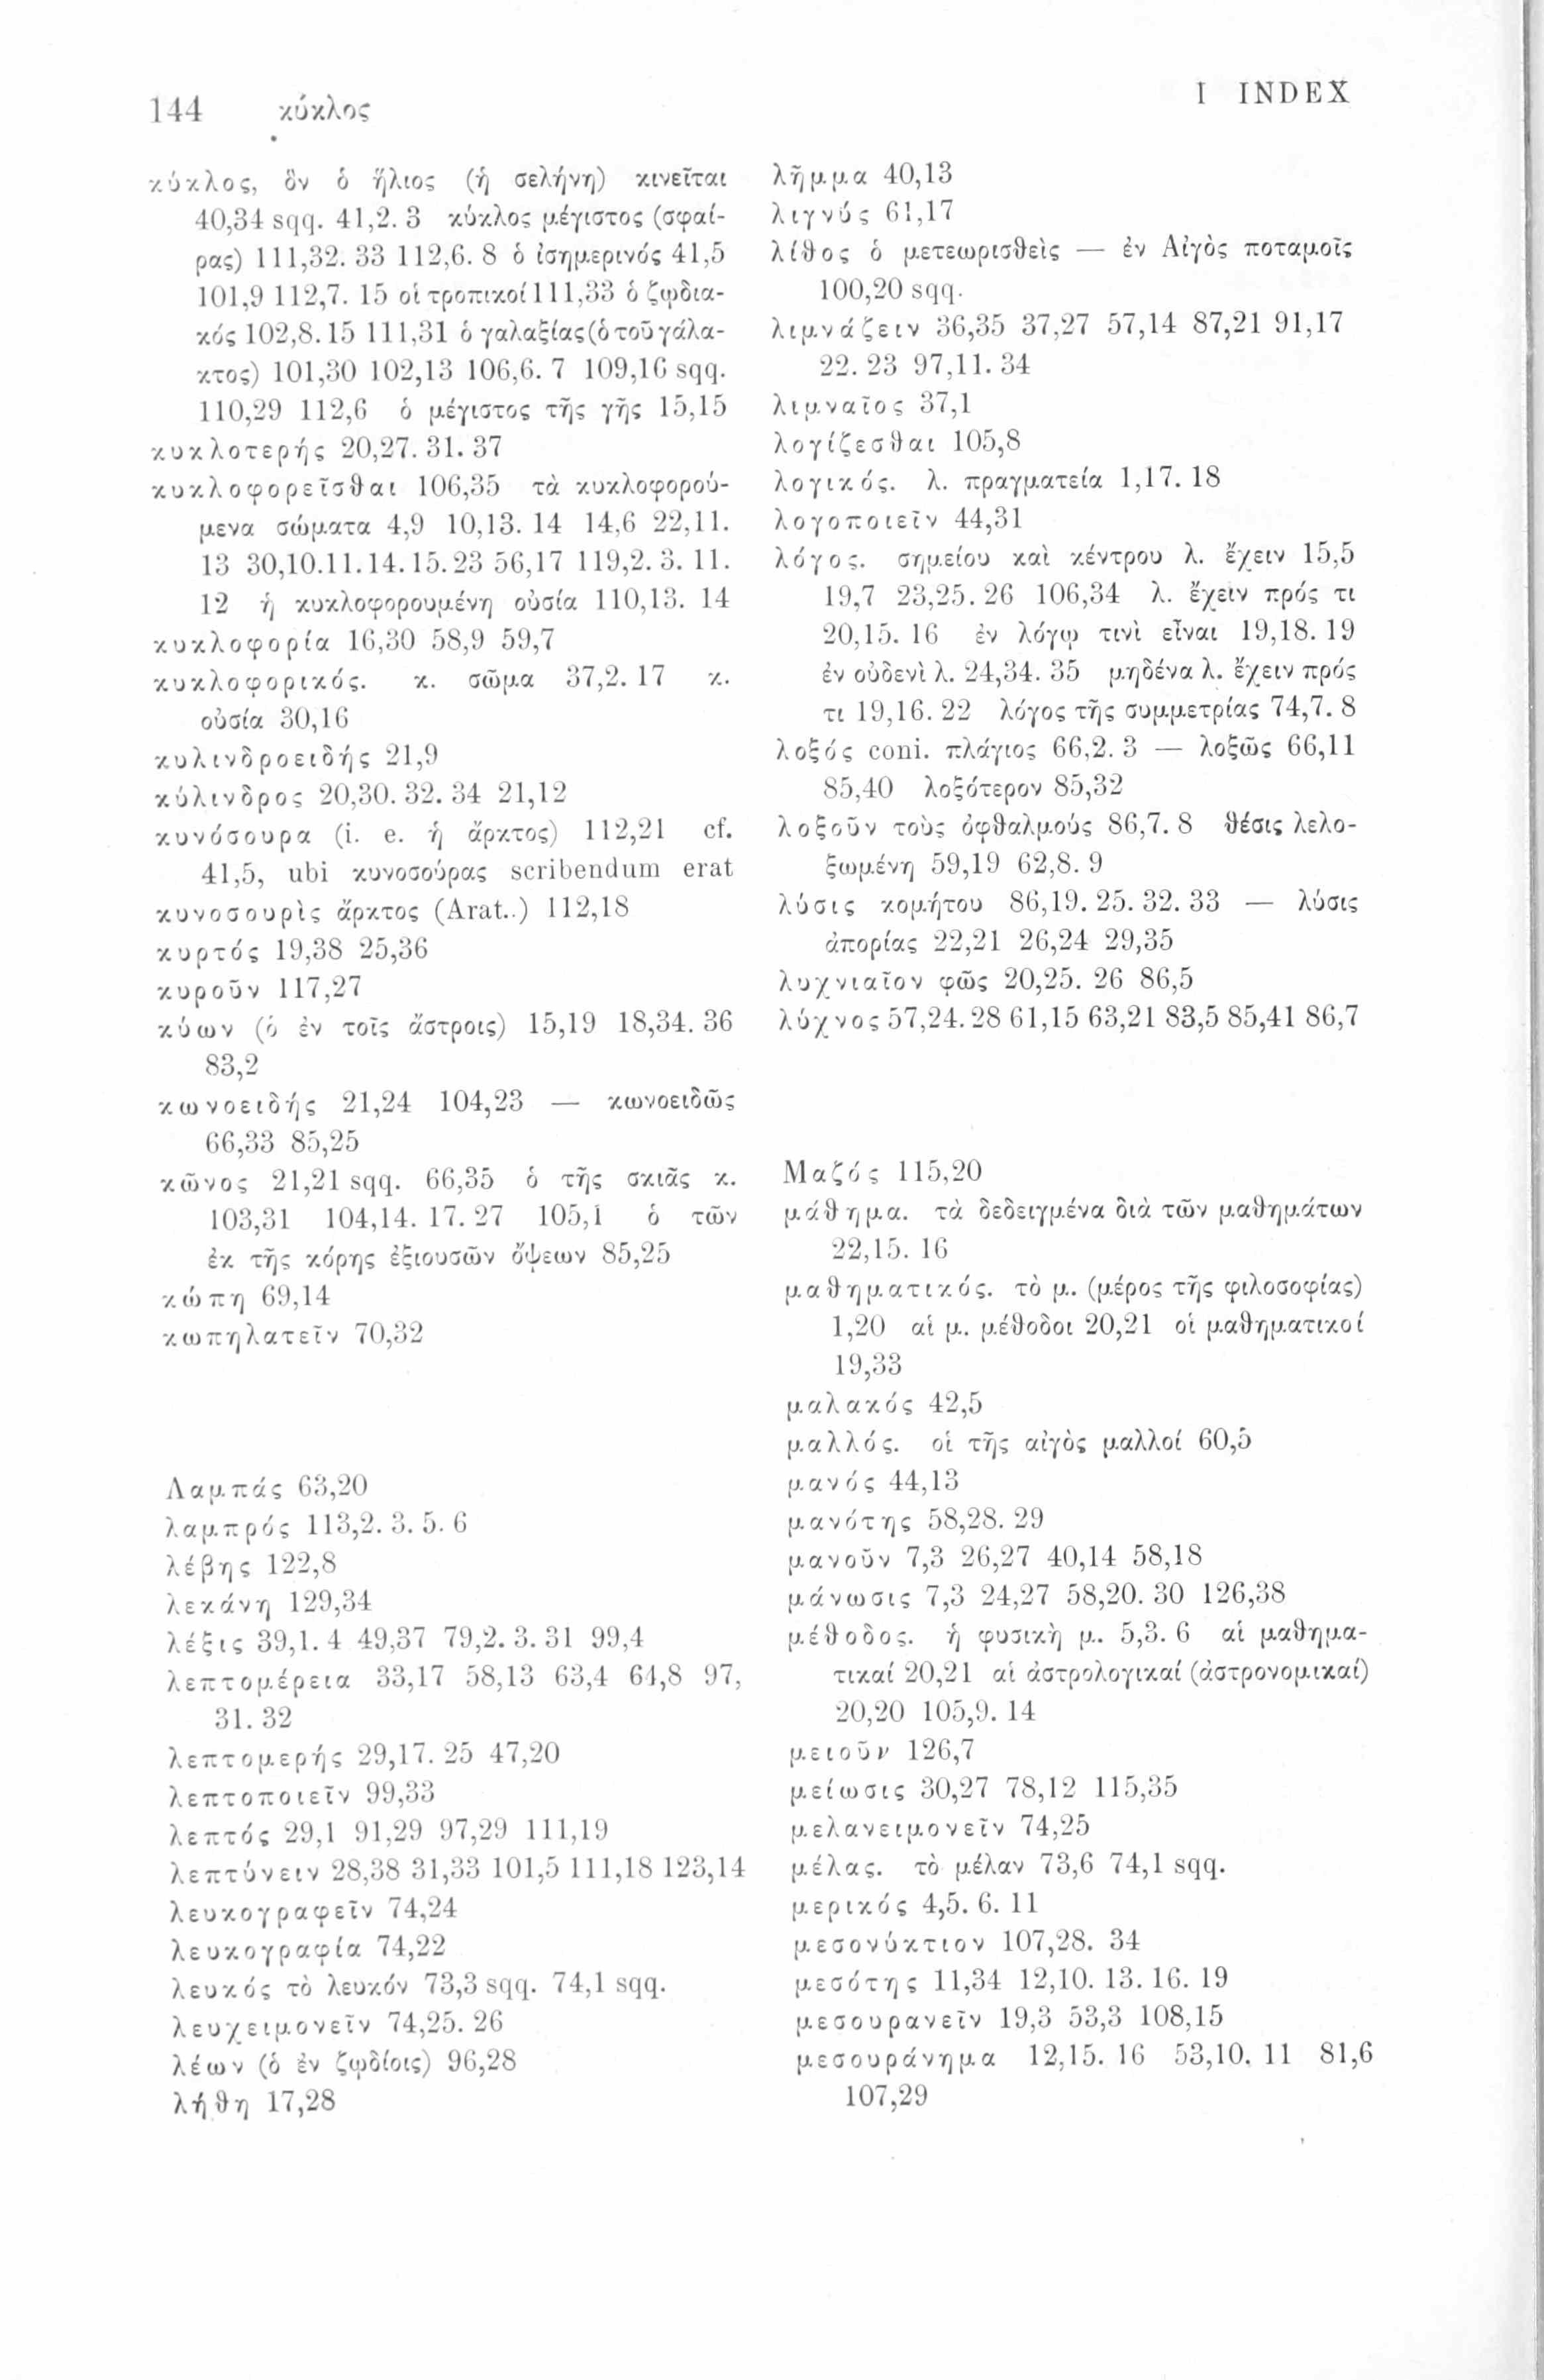 144 κύκλος
I INDEX
κύκλος, ὃν ὁ ἥλιος (ἡ σελήνη) κινεῖται
40,34 sqq. 41,2. 3 κύκλος μέγιστος (σφαί-
ρας) 111,32. 33 112,6. 8 ὁ ἰσημερινός 41,5
101,9 112,7. 15 οἱ τροπικοί 111,33 ὁ ζῳδια-
κός 102,8. 15 111,31 ὁ γαλαξίας (ὁ τοῦ γάλα-
κτος) 101,30 102,13 106,6. 7 109,16 sqq.
110,29 112,6 ὁ μέγιστος τῆς γῆς 15,15
κυκλοτερής 20,27. 31. 37
κυκλοφορεῖσθαι 106,35 τὰ κυκλοφορού-
μενα σώματα 4,9 10,13. 14 14,6 22,11.
13 30,10. 11. 14. 15. 23 56,17 119,2. 3. 11.
12 ἡ κυκλοφορουμένη οὐσία 110,13. 14
κυκλοφορία 16,30 58,9 59,7
κυκλοφορικός. κ. σῶμα 37,2. 17 κ.
οὐσία 30,16
κυλινδροειδής 21,9
κύλινδρος 20,30. 32. 34 21,12
κυνόσουρα (i. e. ἡ ἄρκτος) 112,21 cf.
41,5, ubi κυνοσούρας scribendum erat
κυνοσουρὶς ἄρκτος (Arat..) 112,18
κυρτός 19,38 25,36
κυροῦν 117,27
κύων (ὁ ἐν τοῖς ἄστροις) 15,19 18,34. 36
83,2
κωνοειδής 21,24 104,23 — κωνοειδῶς
66,33 85,25
κῶνος 21,21 sqq. 66,35 ὁ τῆς σκιᾶς κ.
103,31 104,14. 17. 27 105,1 ὁ τῶν
ἐκ τῆς κόρης ἐξιουσῶν ὄψεων 85,25
κώπη 69,14
κωπηλατεῖν 70,32
Λαμπάς 63,20
λαμπρός 113,2. 3. 5. 6
λέβης 122,8
λεκάνη 129,34
λέξις 39,1. 4 49,37 79,2. 3. 31 99,4
λεπτομέρεια 33,17 58,13 63,4 64,8 97,
31. 32
λεπτομερής 29,17. 25 47,20
λεπτοποιεῖν 99,33
λεπτός 29,1 91,29 97,29 111,19
λεπτύνειν 28,38 31,33 101,5 111,18 123,14
λευκογραφεῖν 74,24
λευκογραφία 74,22
λευκός τὸ λευκόν 73,3 sqq. 74,1 sqq.
λευχειμονεῖν 74,25. 26
λέων (ὁ ἐν ζῳδίοις) 96,28
λήθη 17,28
λῆμμα 40,13
λιγνύς 61,17
λίθος ὁ μετεωρισθεὶς — ἐν Αἰγὸς ποταμοῖς
100,20 sqq.
λιμνάζειν 36,35 37,27 57,14 87,21 91,17
22. 23 97,11. 34
λιμναῖος 37,1
λογίζεσθαι 105,8
λογικός. λ. πραγματεία 1,17. 18
λογοποιεῖν 44,31
λόγος. σημείου καὶ κέντρου λ. ἔχειν 15,5
19,7 23,25. 26 106,34 λ. ἔχειν πρός τι
20,15. 16 ἐν λόγῳ τινὶ εἶναι 19,18. 19
ἐν οὐδενὶ λ. 24,34. 35 μηδένα λ. ἔχειν πρός
τι 19,16. 22 λόγος τῆς συμμετρίας 74,7. 8
λοξός coni. πλάγιος 66,2. 3 — λοξῶς 66,11
85,40 λοξότερον 85,32
λοξοῦν τοὺς ὀφθαλμούς 86,7. 8 θέσις λελο-
ξωμένη 59,19 62,8. 9
λύσις κομήτου 86,19. 25. 32. 33 — λύσις
ἀπορίας 22,21 26,24 29,35
λυχνιαῖον φῶς 20,25. 26 86,5
λύχνος 57,24. 28 61,15 63,21 83,5 85,41 86,7
Μαζός 115,20
μάθημα. τὰ δεδειγμένα διὰ τῶν μαθημάτων
22,15. 16
μαθηματικός. τὸ μ. (μέρος τῆς φιλοσοφίας)
1,20 αἱ μ. μέθοδοι 20,21 οἱ μαθηματικοί
19,33
μαλακός 42,5
μαλλός. οἱ τῆς αἰγὸς μαλλοί 60,5
μανός 44,13
μανότης 58,28. 29
μανοῦν 7,3 26,27 40,14 58,18
μάνωσις 7,3 24,27 58,20. 30 126,38
μέθοδος. ἡ φυσικὴ μ. 5,3. 6 αἱ μαθημα-
τικαί 20,21 αἱ ἀστρολογικαί (ἀστρονομικαί)
20,20 105,9. 14
μειοῦν 126,7
μείωσις 30,27 78,12 115,35
μελανειμονεῖν 74,25
μέλας. τὸ μέλαν 73,6 74,1 sqq.
μερικός 4,5. 6. 11
μεσονύκτιον 107,28. 34
μεσότης 11,34 12,10. 13. 16. 19
μεσουρανεῖν 19,3 53,3 108,15
μεσουράνημα 12,15. 16 53,10. 11 81,6
107,29